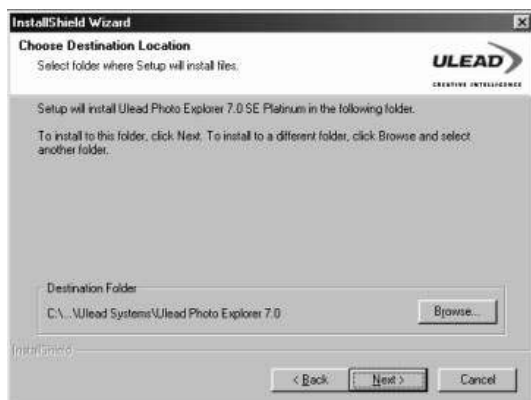 InstallShield Wizard
Choose Destination Location
Select folder where Setup will install files.
ULEAD
CREATIVE INTELLIGENCE
Setup will install Ulead Photo Explorer 7.0 SE Platinum in the following folder.
To install to this folder, click Next. To install to a different folder, click Browse and select
another folder.
Destination Folder
C:\...\Ulead Systems\Ulead Photo Explorer 7.0
Browse...
InstallShield
< Back
Next >
Cancel